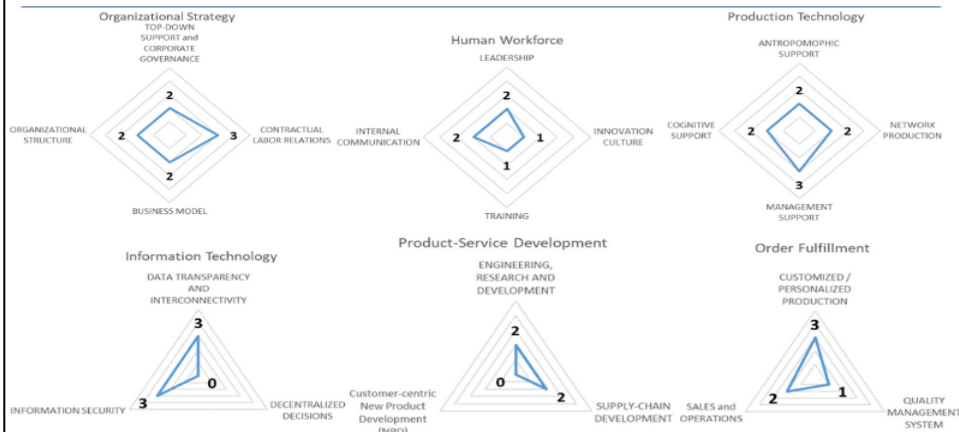 Organizational Strategy
TOP-DOWN
SUPPORT and
CORPORATE
GOVERNANCE
2
ORGANIZATIONAL
STRUCTURE
2
3
CONTRACTUAL
LABOR RELATIONS
2
BUSINESS MODEL
Human Workforce
LEADERSHIP
2
INTERNAL
COMMUNICATION
2
1
INNOVATION
CULTURE
1
TRAINING
Production Technology
ANTROPOMOPHIC
SUPPORT
2
COGNITIVE
SUPPORT
2
2
NETWORK
PRODUCTION
3
MANAGEMENT
SUPPORT
Information Technology
DATA TRANSPARENCY
AND
INTERCONNECTIVITY
3
0
3
INFORMATION SECURITY
DECENTRALIZED
DECISIONS
Product-Service Development
ENGINEERING,
RESEARCH AND
DEVELOPMENT
2
0
2
Customer-centric
New Product
Development
(NPD)
SUPPLY-CHAIN
DEVELOPMENT
Order Fulfillment
CUSTOMIZED /
PERSONALIZED
PRODUCTION
3
2
1
SALES and
OPERATIONS
QUALITY
MANAGEMENT
SYSTEM